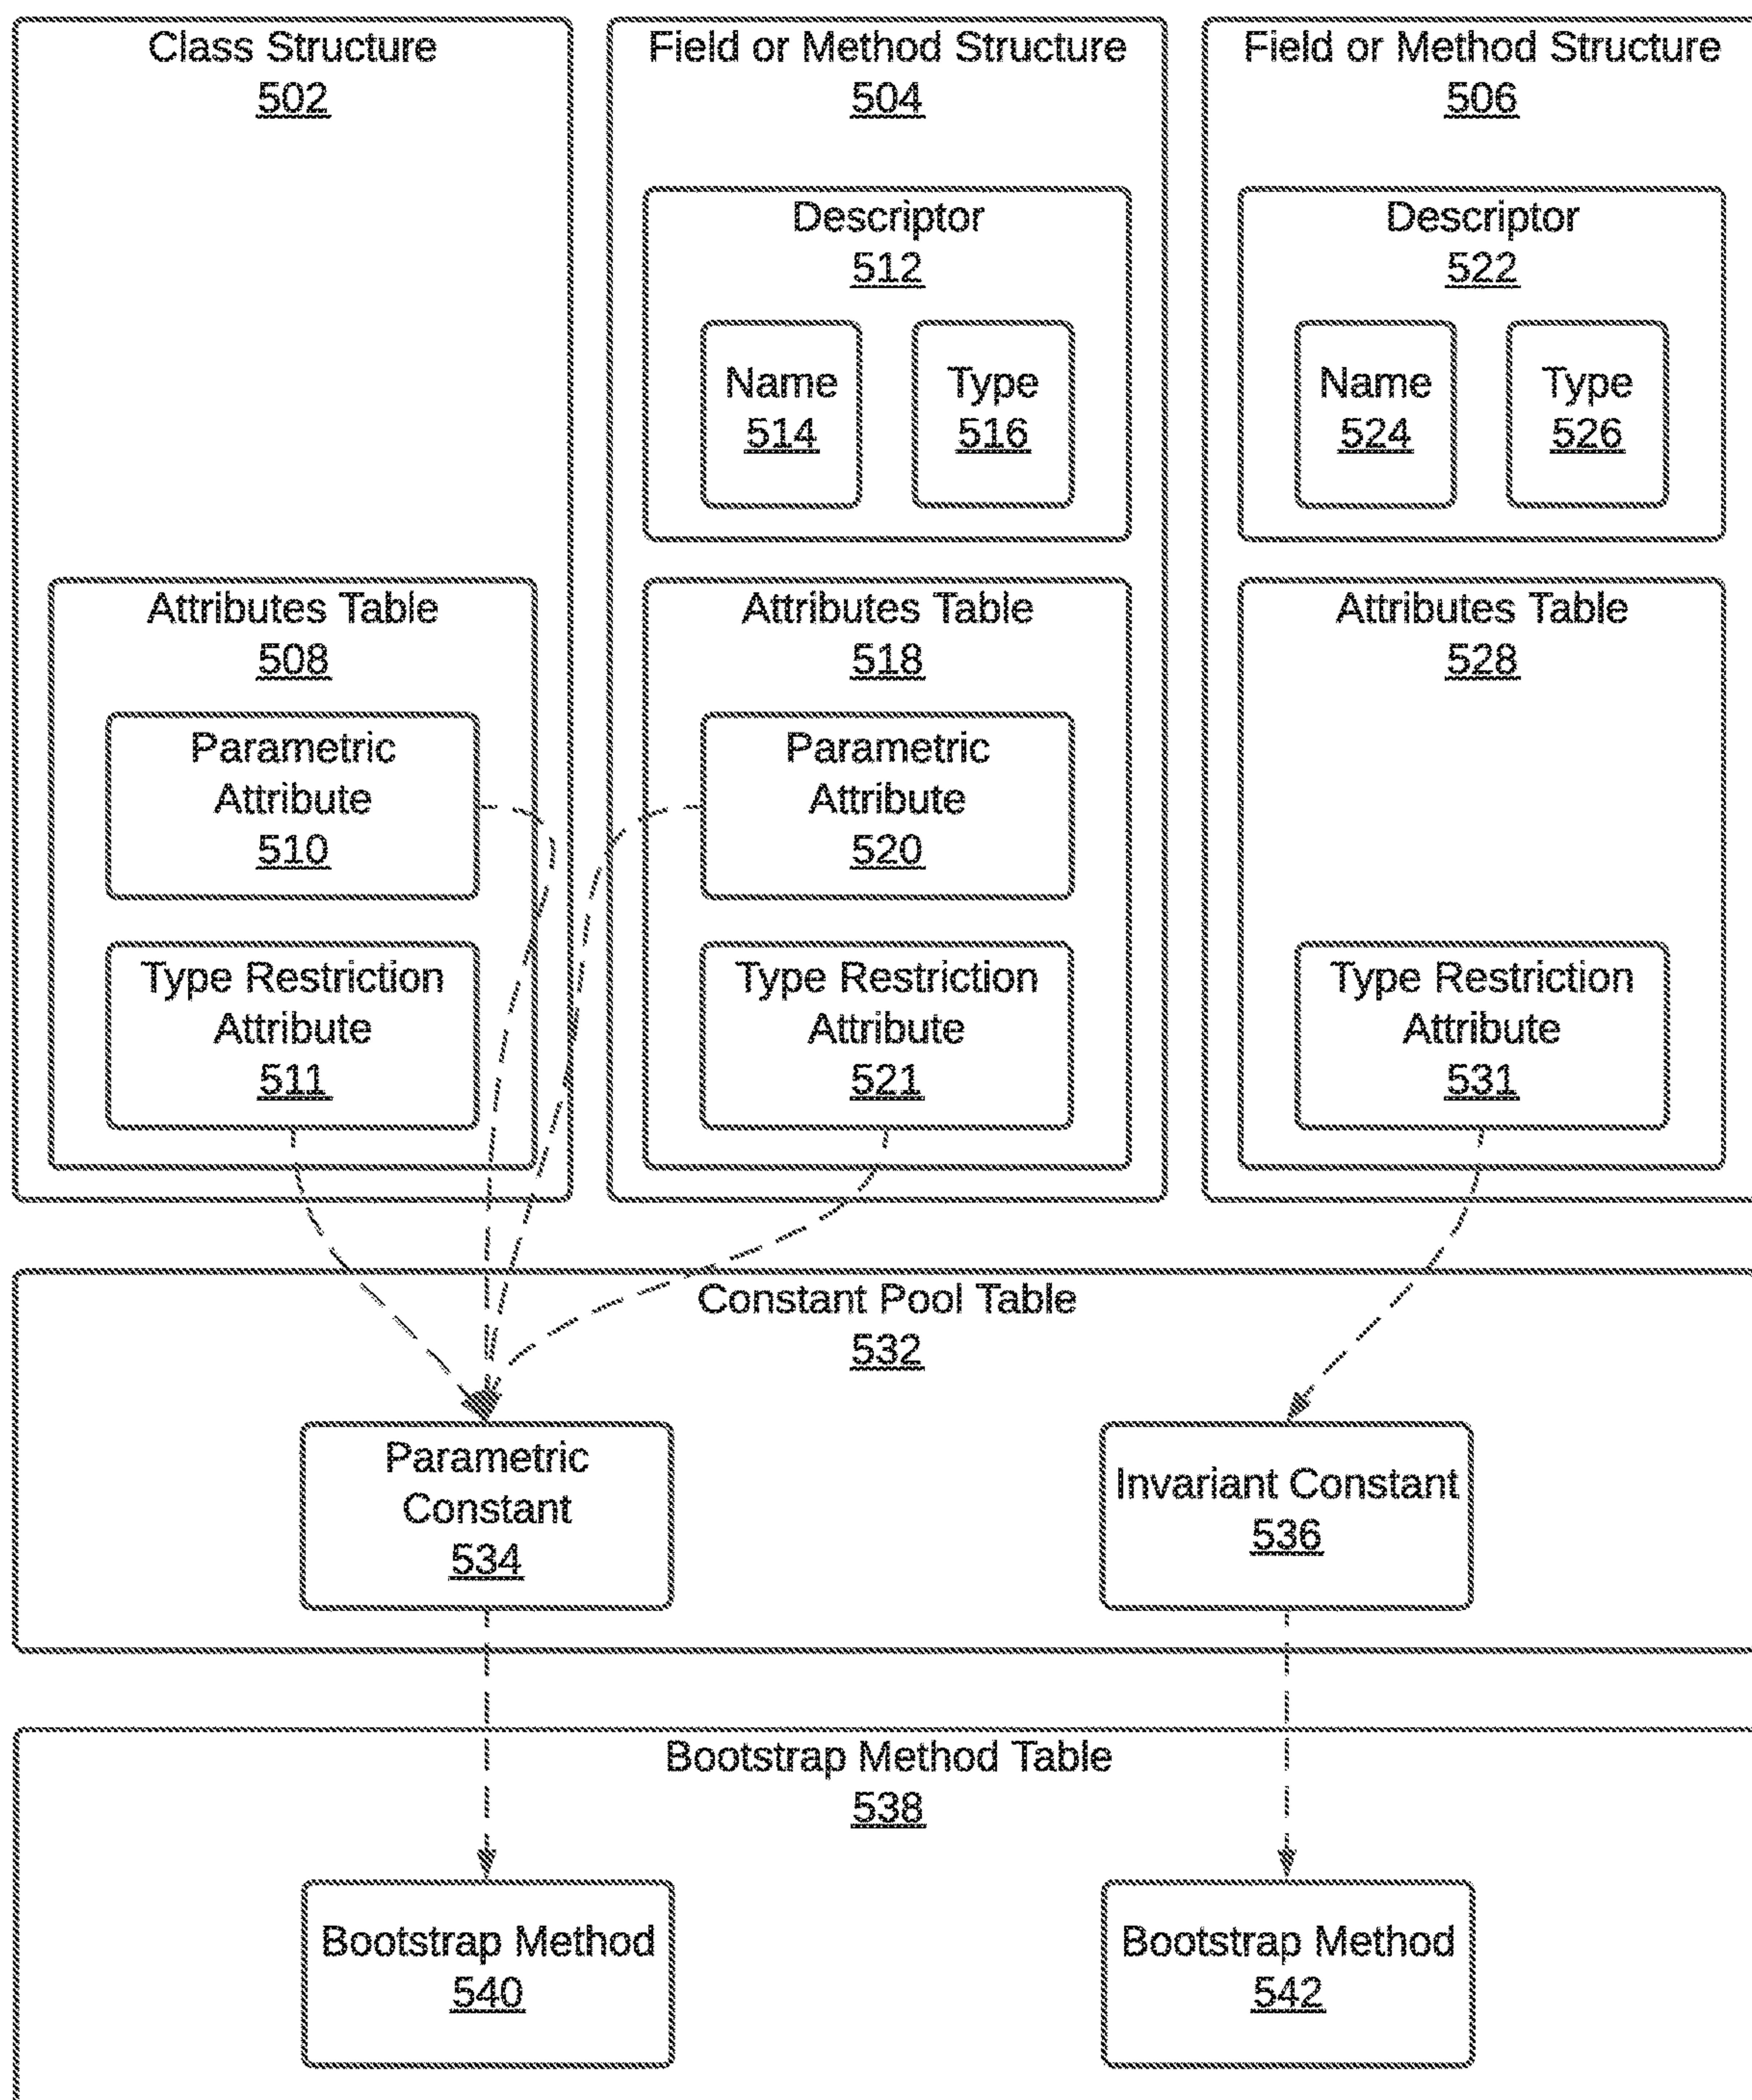 Class Structure
502
Field or Method Structure
504
Field or Method Structure
506
Descriptor
512
Name
514
Type
516
Descriptor
522
Name
524
Type
526
Attributes Table
508
Parametric
Attribute
510
Type Restriction
Attribute
511
Attributes Table
518
Parametric
Attribute
520
Type Restriction
Attribute
521
Attributes Table
528
Type Restriction
Attribute
531
Constant Pool Table
532
Parametric
Constant
534
Invariant Constant
536
Bootstrap Method Table
538
Bootstrap Method
540
Bootstrap Method
542